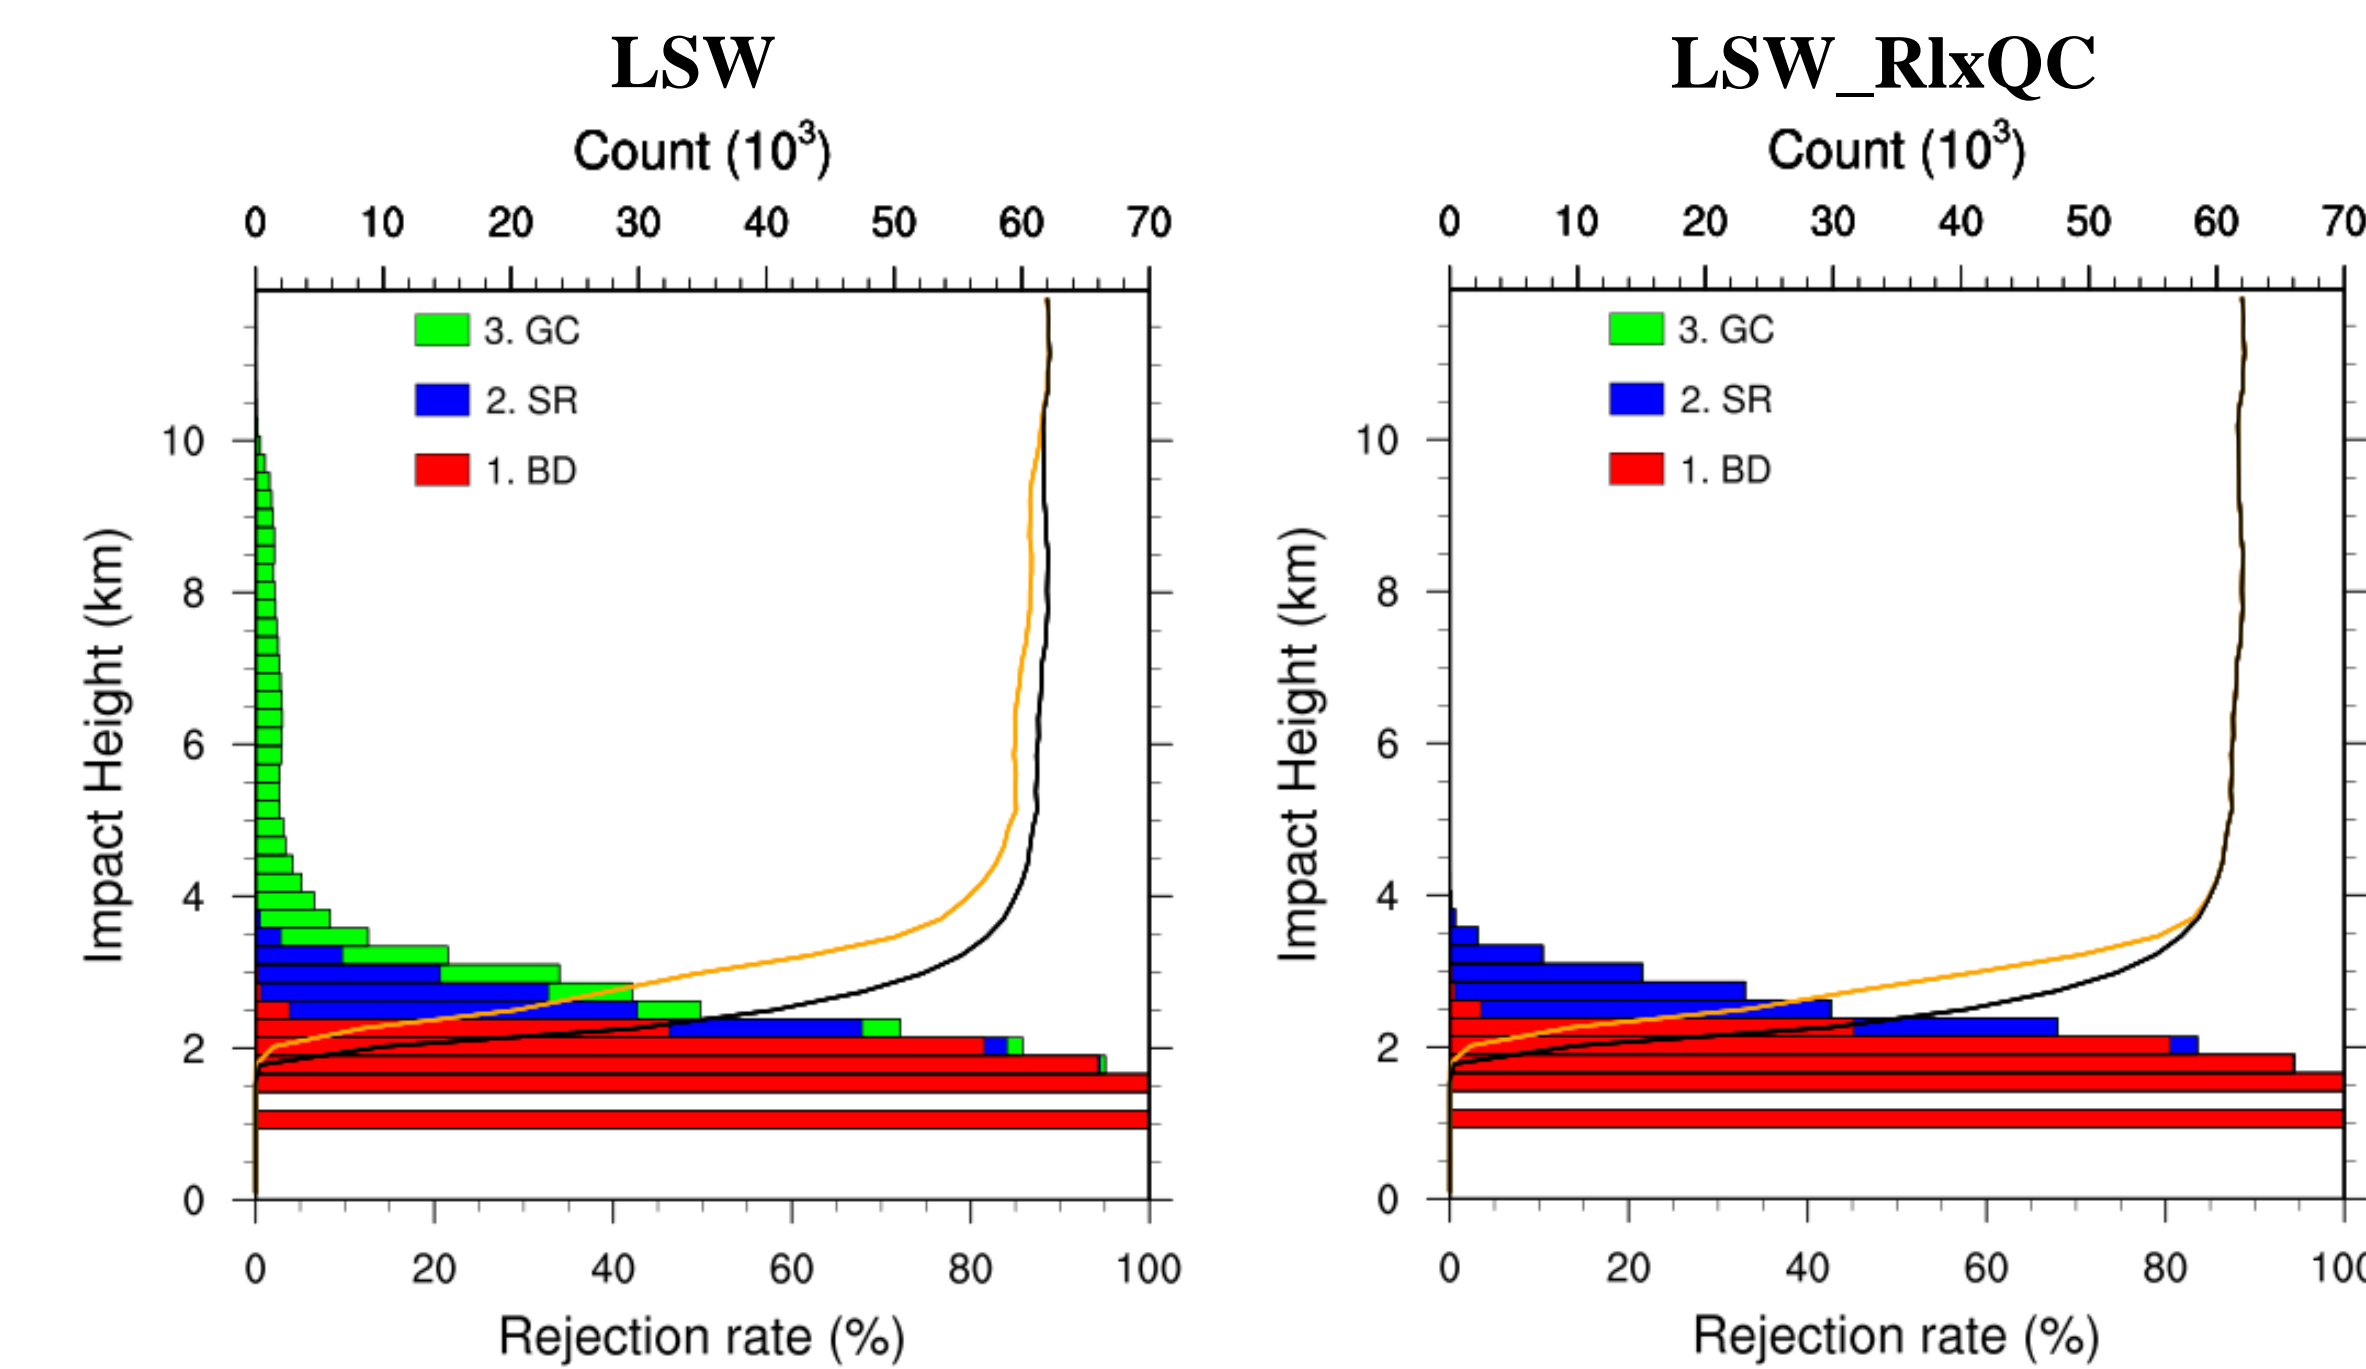 LSW
Count (10³)
0 10 20 30 40 50 60 70
3. GC
2. SR
1. BD
Impact Height (km)
10
8
6
4
2
0
0 20 40 60 80 100
Rejection rate (%)
LSW_RlxQC
Count (10³)
0 10 20 30 40 50 60 70
3. GC
2. SR
1. BD
Impact Height (km)
10
8
6
4
2
0
0 20 40 60 80 100
Rejection rate (%)